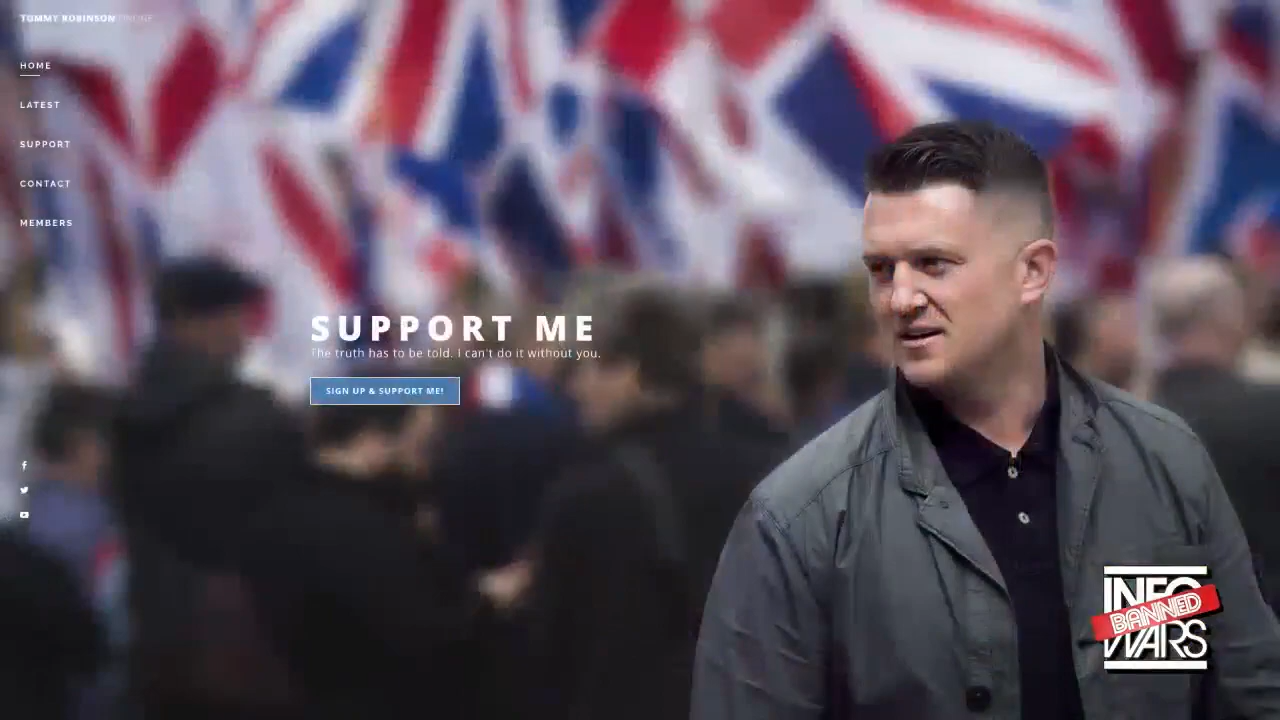 TOMMY ROBINSON ONLINE
HOME
LATEST
SUPPORT
CONTACT
MEMBERS
SUPPORT ME
The truth has to be told. I can't do it without you.
SIGN UP & SUPPORT ME!
INFO
BANNED
WARS